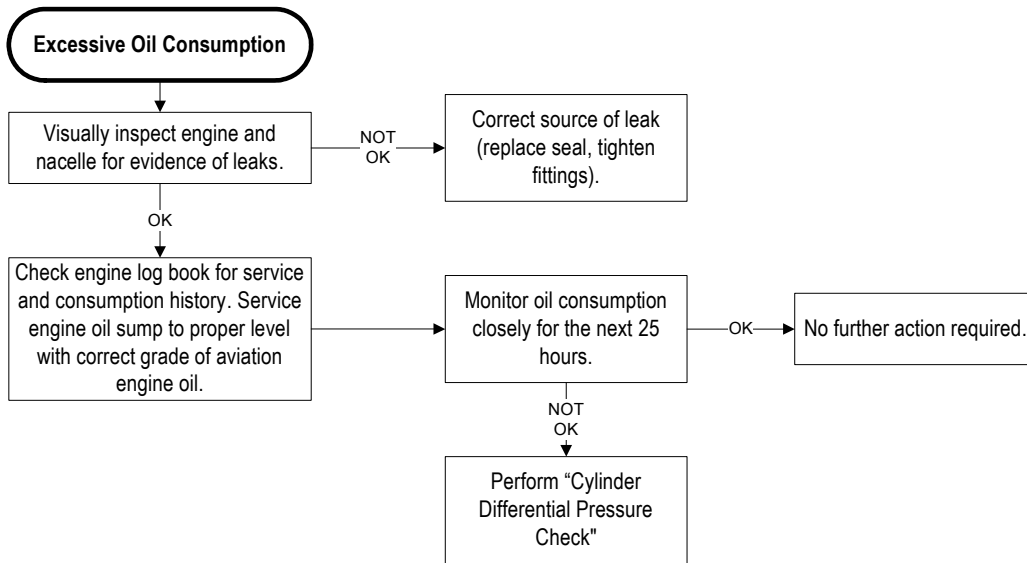 Excessive Oil Consumption
Visually inspect engine and
nacelle for evidence of leaks.
NOT
OK
Correct source of leak
(replace seal, tighten
fittings).
OK
Check engine log book for service
and consumption history. Service
engine oil sump to proper level
with correct grade of aviation
engine oil.
Monitor oil consumption
closely for the next 25
hours.
OK
No further action required.
NOT
OK
Perform “Cylinder
Differential Pressure
Check"